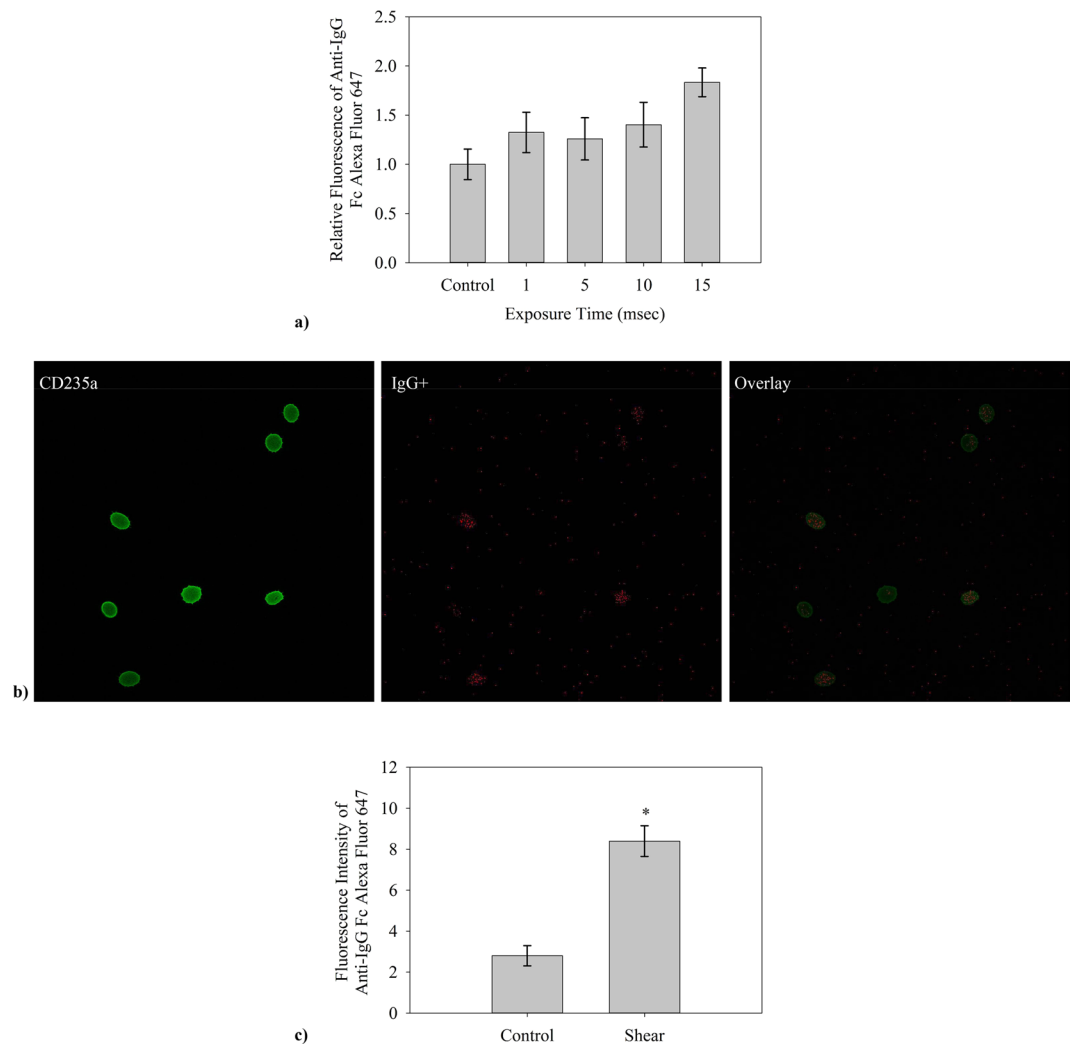 2.5
2.0
1.5
1.0
0.5
0.0
Relative Fluorescence of Anti-IgG
Fc Alexa Fluor 647
Control 1 5 10 15
Exposure Time (msec)
a)
CD235a
IgG+
Overlay
b)
12
10
8
6
4
2
0
Fluorescence Intensity of
Anti-IgG Fc Alexa Fluor 647
*
Control Shear
c)